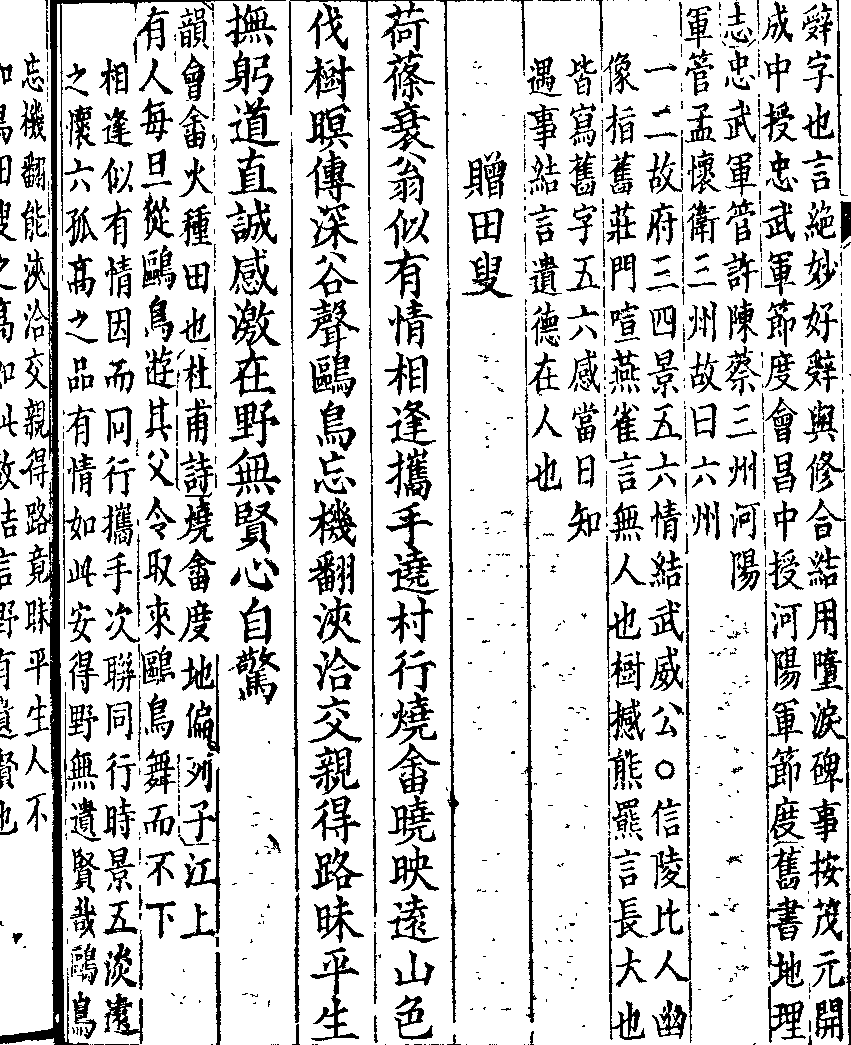 辤字也言絶妙好辤與修合結用墮淚碑事按茂元開
成中授忠武軍節度會昌中授河陽軍節度舊書地理
志忠武軍管許陳蔡三州河陽
軍管孟懷衛三州故曰六州
一二故府三四景五六情結武威公○信陵比人幽
像指舊莊門喧燕雀言無人也樹撼熊羆言長大也
皆寫舊字五六感當日知
遇事結言遺德在人也
贈田叟
荷蓧衰翁似有情相逢攜手遶村行燒畬曉映遠山色
伐樹暝傳深谷聲鷗鳥忘機翻浹洽交親得路昧平生
撫躬道直誠感激在野無賢心自驚
韻會畬火種田也杜甫詩燒畬度地偏列子江上
有人每旦從鷗鳥遊其父令取來鷗鳥舞而不下
相逢似有情因而同行攜手次聯同行時景五淡遠
之懷六孤高之品有情如此安得野無遺賢哉鷗鳥
忘機翻能浹洽交親得路竟昧平生人不
如鳥田叟之高如此故結言野有遺賢也